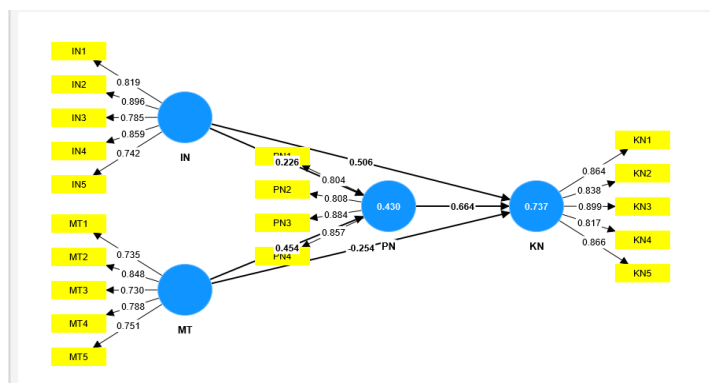 IN1
IN2
IN3
IN4
IN5
0.819
0.896
0.785
0.859
0.742
IN
MT1
MT2
MT3
MT4
MT5
0.735
0.848
0.730
0.788
0.751
MT
PN1
PN2
PN3
PN4
0.226
0.804
0.808
0.884
0.857
0.454
0.430
PN
0.506
0.664
-0.254
0.737
KN
0.864
0.838
0.899
0.817
0.866
KN1
KN2
KN3
KN4
KN5